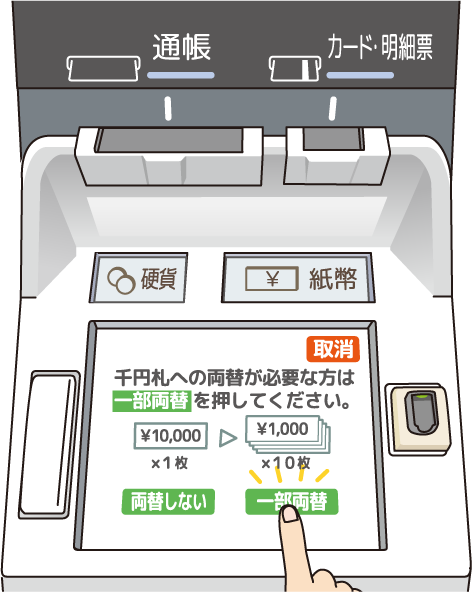 通帳
カード・明細票
硬貨
¥ 紙幣
取消
千円札への両替が必要な方は
一部両替を押してください。
¥10,000 ¥1,000
×1枚 ×10枚
両替しない 一部両替